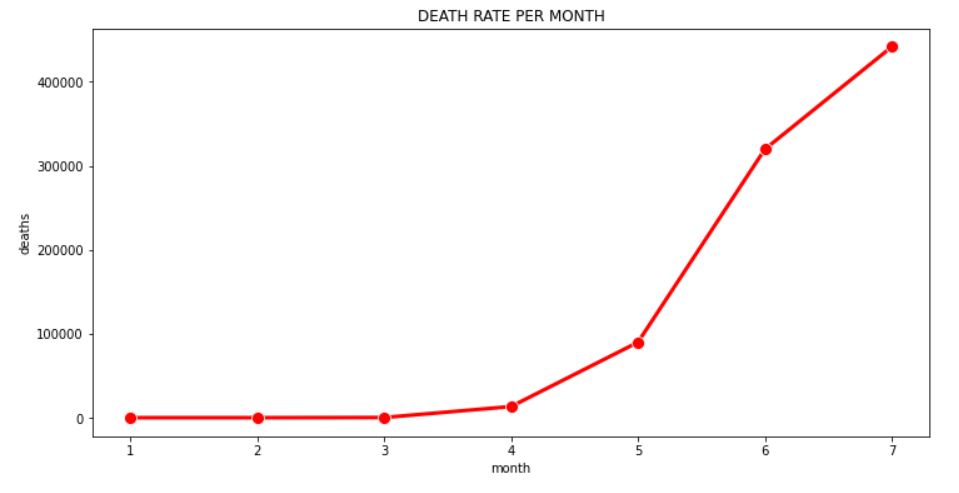 DEATH RATE PER MONTH
400000
300000
200000
100000
0
deaths
1 2 3 4 5 6 7
month